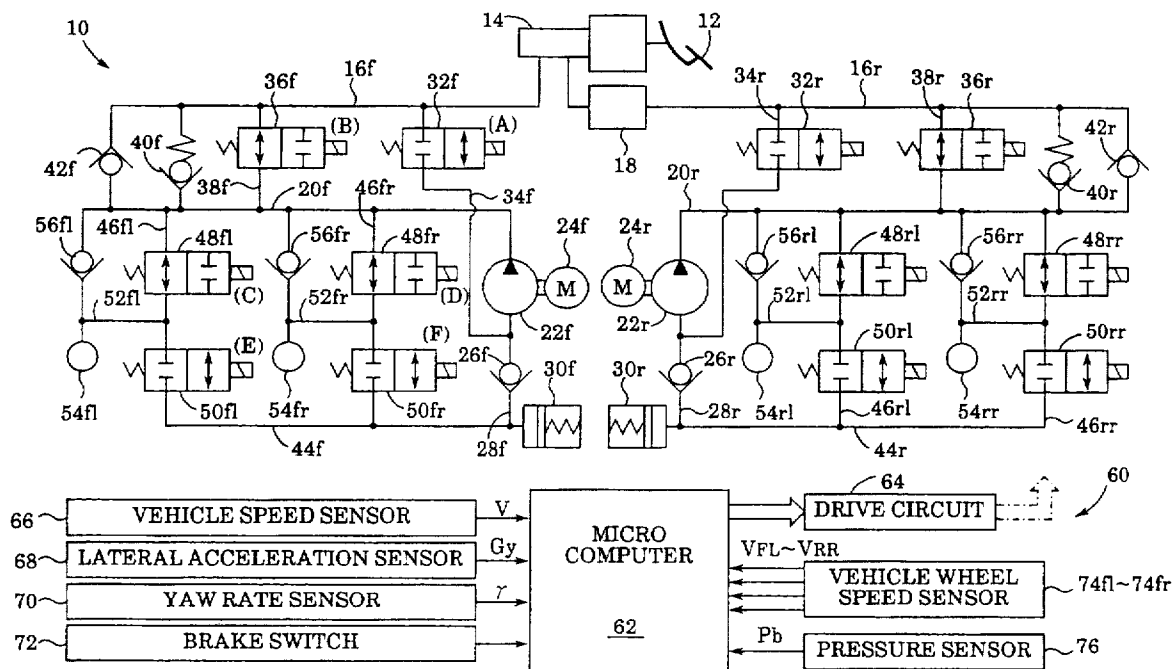 10
14
12
36f
16f
32f
34r
32r
16r
38r
36r
(B)
(A)
42r
42f
40f
18
40r
38f
20f
34f
20r
46fl
46fr
56fl
48fl
56fr
48fr
24f
24r
56rl
48rl
56rr
48rr
M
M
(C)
(D)
52fl
52fr
22f
22r
52rl
52rr
(E)
(F)
26f
26r
50rl
50rr
30f
30r
54fl
50fl
54fr
50fr
28f
28r
54rl
46rl
54rr
46rr
44f
44r
64
60
66
VEHICLE SPEED SENSOR
V
MICRO
COMPUTER
62
DRIVE CIRCUIT
68
LATERAL ACCELERATION SENSOR
Gy
VFL~VRR
70
YAW RATE SENSOR
γ
VEHICLE WHEEL
SPEED SENSOR
74fl~74fr
72
BRAKE SWITCH
Pb
PRESSURE SENSOR
76